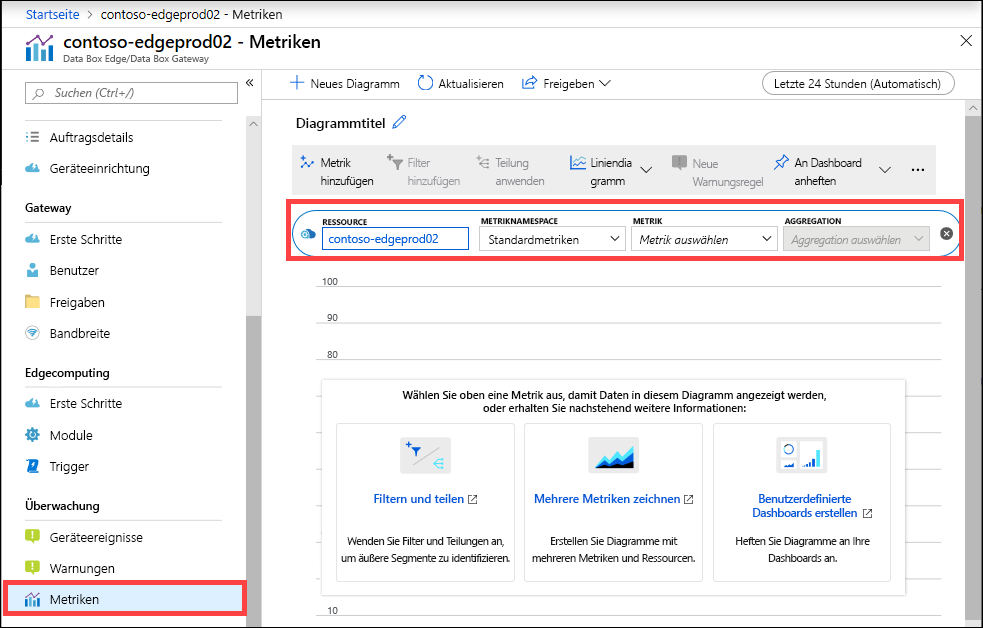 Startseite > contoso-edgeprod02 - Metriken
contoso-edgeprod02 - Metriken
Data Box Edge/Data Box Gateway
Suchen (Ctrl+/)
Auftragsdetails
Geräteeinrichtung
Gateway
Erste Schritte
Benutzer
Freigaben
Bandbreite
Edgecomputing
Erste Schritte
Module
Trigger
Überwachung
Geräteereignisse
Warnungen
Metriken
Neues Diagramm
Aktualisieren
Freigeben
Letzte 24 Stunden (Automatisch)
Diagrammtitel
Metrik
hinzufügen
Filter
hinzufügen
Teilung
anwenden
Liniendia
gramm
Neue
Warnungsregel
An Dashboard
anheften
RESSOURCE
contoso-edgeprod02
METRIKNAMESPACE
Standardmetriken
METRIK
Metrik auswählen
AGGREGATION
Aggregation auswählen
100
90
80
Wählen Sie oben eine Metrik aus, damit Daten in diesem Diagramm angezeigt werden,
oder erhalten Sie nachstehend weitere Informationen:
Filtern und teilen
Wenden Sie Filter und Teilungen an,
um äußere Segmente zu identifizieren.
Mehrere Metriken zeichnen
Erstellen Sie Diagramme mit
mehreren Metriken und Ressourcen.
Benutzerdefinierte
Dashboards erstellen
Heften Sie Diagramme an Ihre
Dashboards an.
10